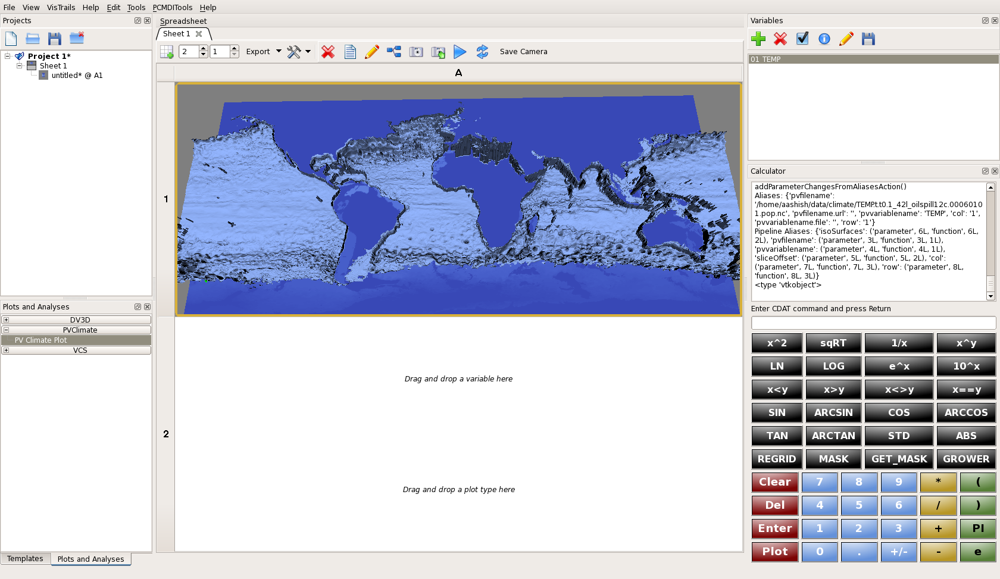 File View VisTrails Help Edit Tools PCMDITools Help
Projects
Project 1*
Sheet 1
untitled* @ A1
Plots and Analyses
DV3D
PVClimate
PV Climate Plot
VCS
Templates Plots and Analyses
Spreadsheet
Sheet 1
2 1 Export Save Camera
A
1
2
Drag and drop a variable here
Drag and drop a plot type here
Variables
01 TEMP
Calculator
addParameterChangesFromAliasesAction()
Aliases: {'pvfilename':
'/home/aashish/data/climate/TEMP.t.t0.1_42l_oilspill12c.0006010
1.pop.nc', 'pvfilename.url': '', 'pvvariablename': 'TEMP', 'col': '1',
'pvvariablename.file': '', 'row': '1'}
Pipeline Aliases: {'isoSurfaces': ('parameter', 6L, 'function', 6L,
2L), 'pvfilename': ('parameter', 3L, 'function', 3L, 1L),
'pvvariablename': ('parameter', 4L, 'function', 4L, 1L),
'sliceOffset': ('parameter', 5L, 'function', 5L, 2L), 'col':
('parameter', 7L, 'function', 7L, 3L), 'row': ('parameter', 8L,
'function', 8L, 3L)}
<type 'vtkobject'>
Enter CDAT command and press Return
x^2 sqRT 1/x x^y
LN LOG e^x 10^x
x<y x>y x<>y x==y
SIN ARCSIN COS ARCCOS
TAN ARCTAN STD ABS
REGRID MASK GET_MASK GROWER
Clear 7 8 9 * (
Del 4 5 6 / )
Enter 1 2 3 + PI
Plot 0 . +/- - e